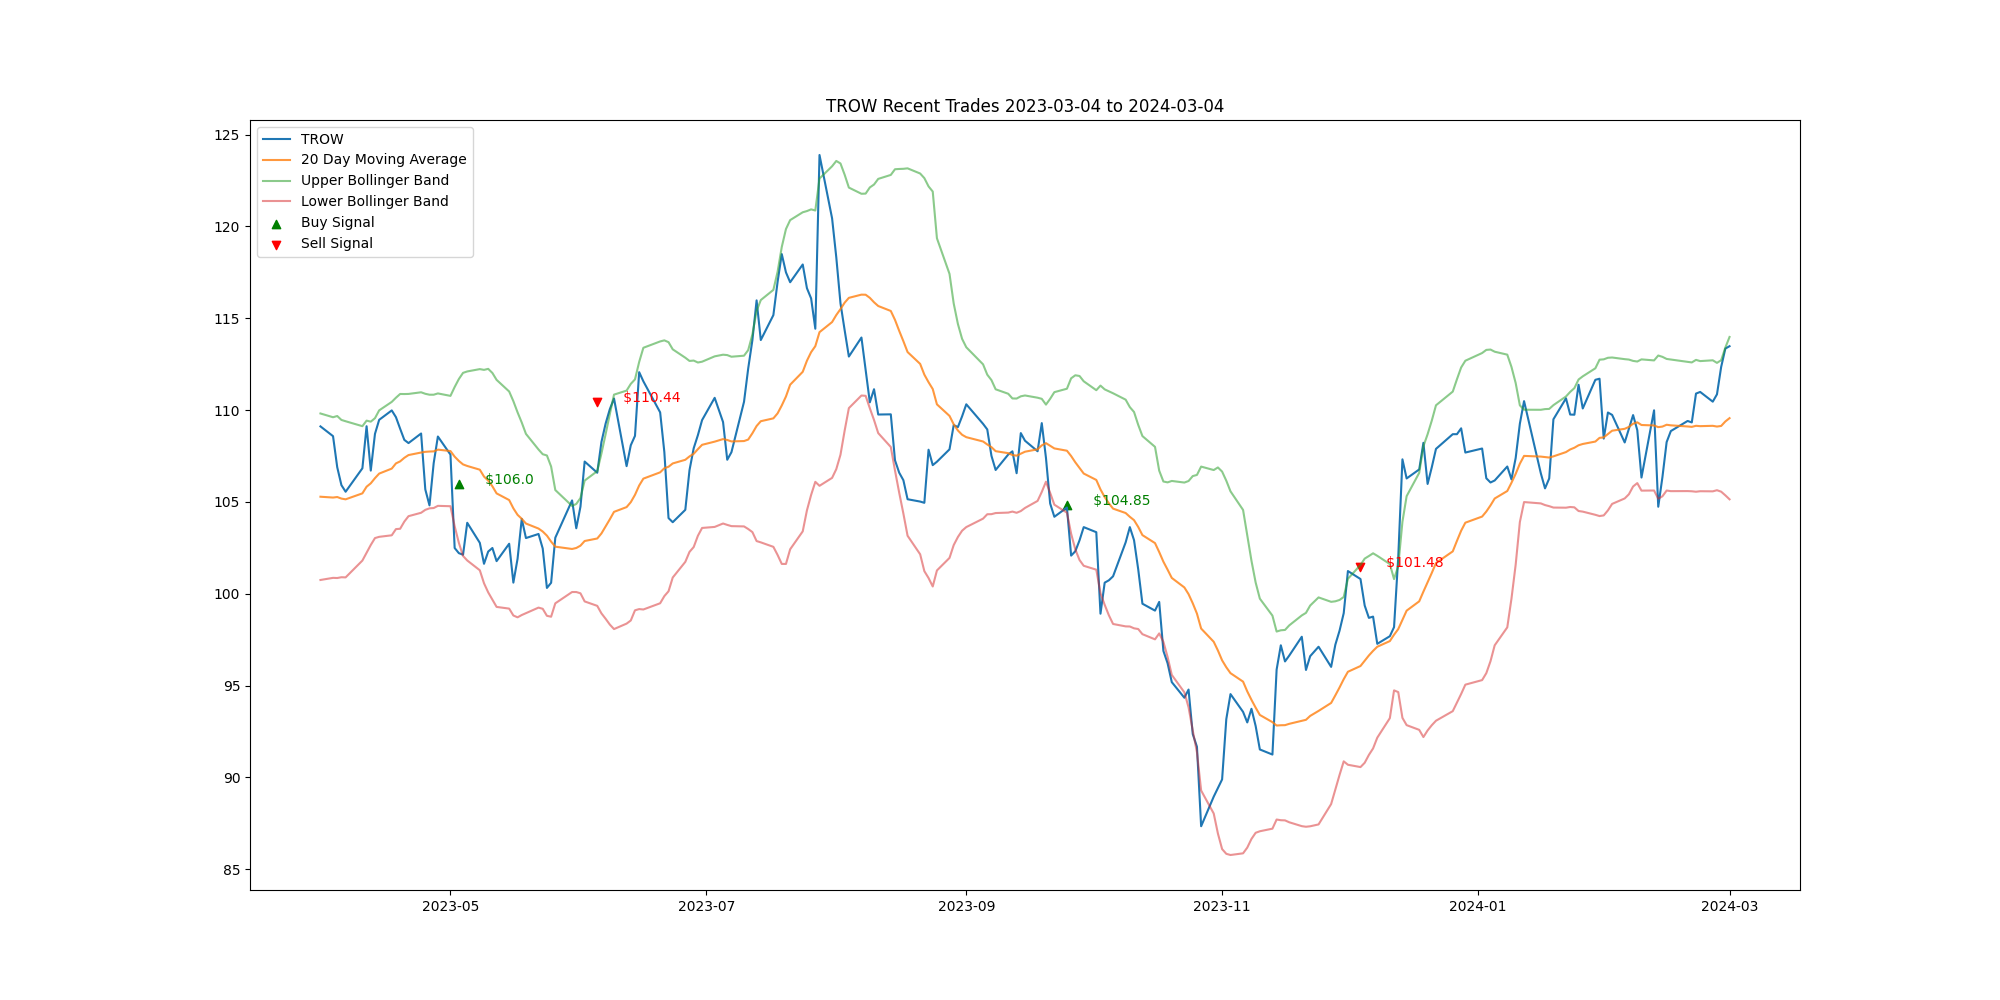 TROW Recent Trades 2023-03-04 to 2024-03-04
TROW
20 Day Moving Average
Upper Bollinger Band
Lower Bollinger Band
Buy Signal
Sell Signal
125
120
115
110
105
100
95
90
85
$106.0
$110.44
$104.85
$101.48
2023-05
2023-07
2023-09
2023-11
2024-01
2024-03